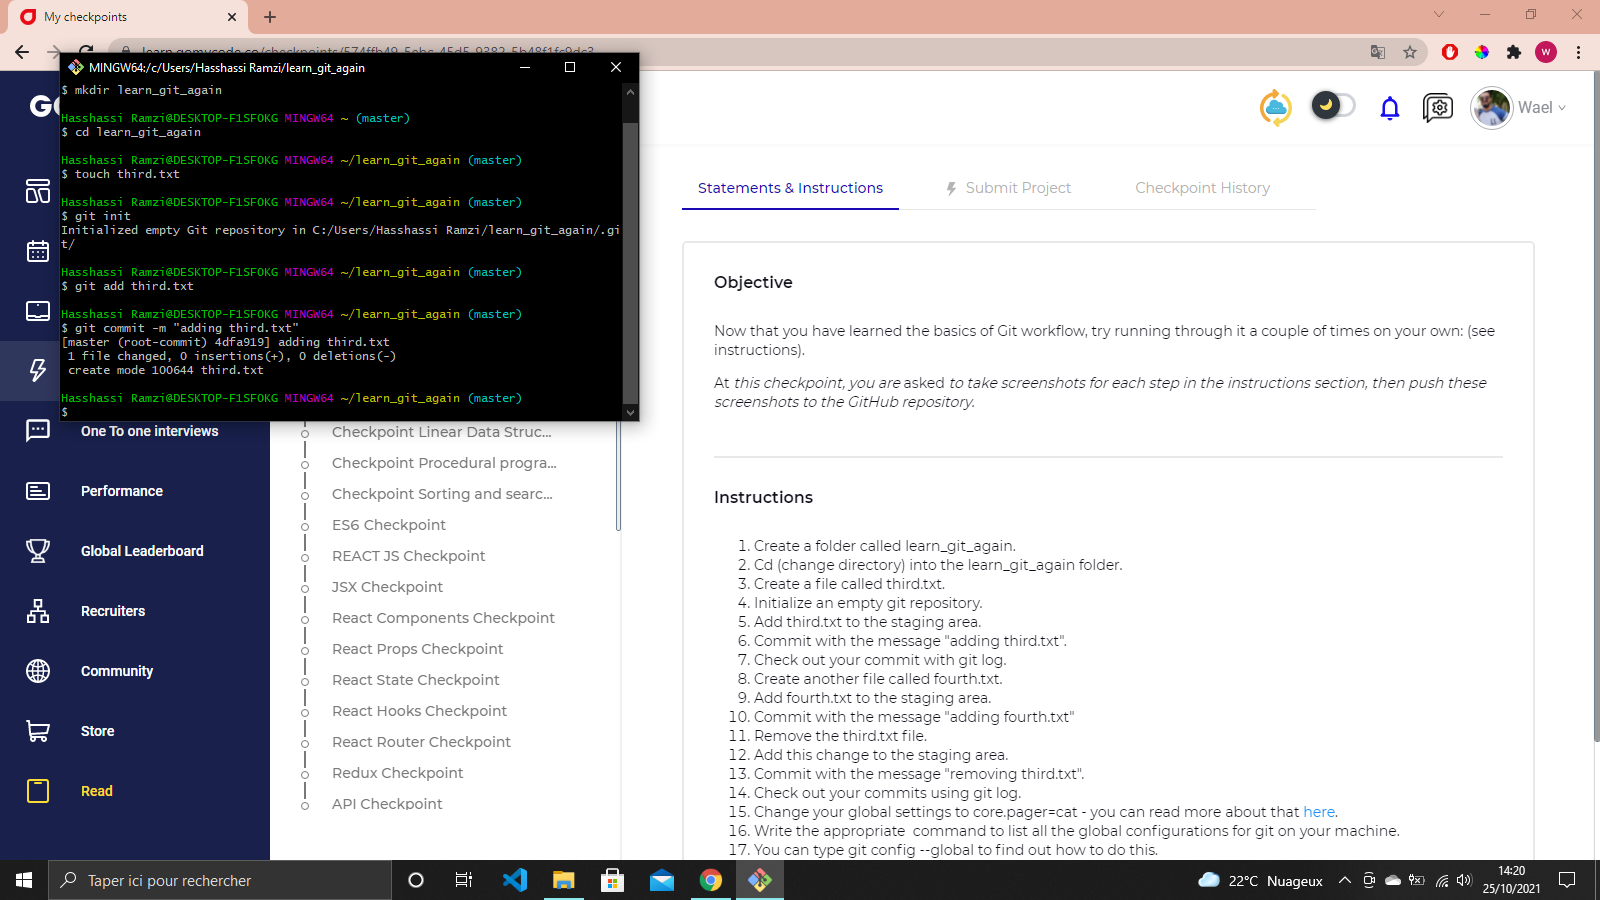 My checkpoints
learn.gomycode.co/checkpoints/574ffb49-5ebc-45d5-9382-5b48f1fc9dc3
W
MINGW64:/c/Users/Hasshassi Ramzi/learn_git_again
$ mkdir learn_git_again
Hasshassi Ramzi@DESKTOP-F1SFOKG MINGW64 ~ (master)
$ cd learn_git_again
Hasshassi Ramzi@DESKTOP-F1SFOKG MINGW64 ~/learn_git_again (master)
$ touch third.txt
Hasshassi Ramzi@DESKTOP-F1SFOKG MINGW64 ~/learn_git_again (master)
$ git init
Initialized empty Git repository in C:/Users/Hasshassi Ramzi/learn_git_again/.gi
t/
Hasshassi Ramzi@DESKTOP-F1SFOKG MINGW64 ~/learn_git_again (master)
$ git add third.txt
Hasshassi Ramzi@DESKTOP-F1SFOKG MINGW64 ~/learn_git_again (master)
$ git commit -m "adding third.txt"
[master (root-commit) 4dfa919] adding third.txt
1 file changed, 0 insertions(+), 0 deletions(-)
create mode 100644 third.txt
Hasshassi Ramzi@DESKTOP-F1SFOKG MINGW64 ~/learn_git_again (master)
$
One To one interviews
Performance
Global Leaderboard
Recruiters
Community
Store
Read
Checkpoint Linear Data Struc...
Checkpoint Procedural progra...
Checkpoint Sorting and searc...
ES6 Checkpoint
REACT JS Checkpoint
JSX Checkpoint
React Components Checkpoint
React Props Checkpoint
React State Checkpoint
React Hooks Checkpoint
React Router Checkpoint
Redux Checkpoint
API Checkpoint
Wael
Statements & Instructions
Submit Project
Checkpoint History
Objective
Now that you have learned the basics of Git workflow, try running through it a couple of times on your own: (see
instructions).
At this checkpoint, you are asked to take screenshots for each step in the instructions section, then push these
screenshots to the GitHub repository.
Instructions
1. Create a folder called learn_git_again.
2. Cd (change directory) into the learn_git_again folder.
3. Create a file called third.txt.
4. Initialize an empty git repository.
5. Add third.txt to the staging area.
6. Commit with the message "adding third.txt".
7. Check out your commit with git log.
8. Create another file called fourth.txt.
9. Add fourth.txt to the staging area.
10. Commit with the message "adding fourth.txt"
11. Remove the third.txt file.
12. Add this change to the staging area.
13. Commit with the message "removing third.txt".
14. Check out your commits using git log.
15. Change your global settings to core.pager=cat - you can read more about that here.
16. Write the appropriate  command to list all the global configurations for git on your machine.
17. You can type git config --global to find out how to do this.
Taper ici pour rechercher
22°C Nuageux
14:20
25/10/2021